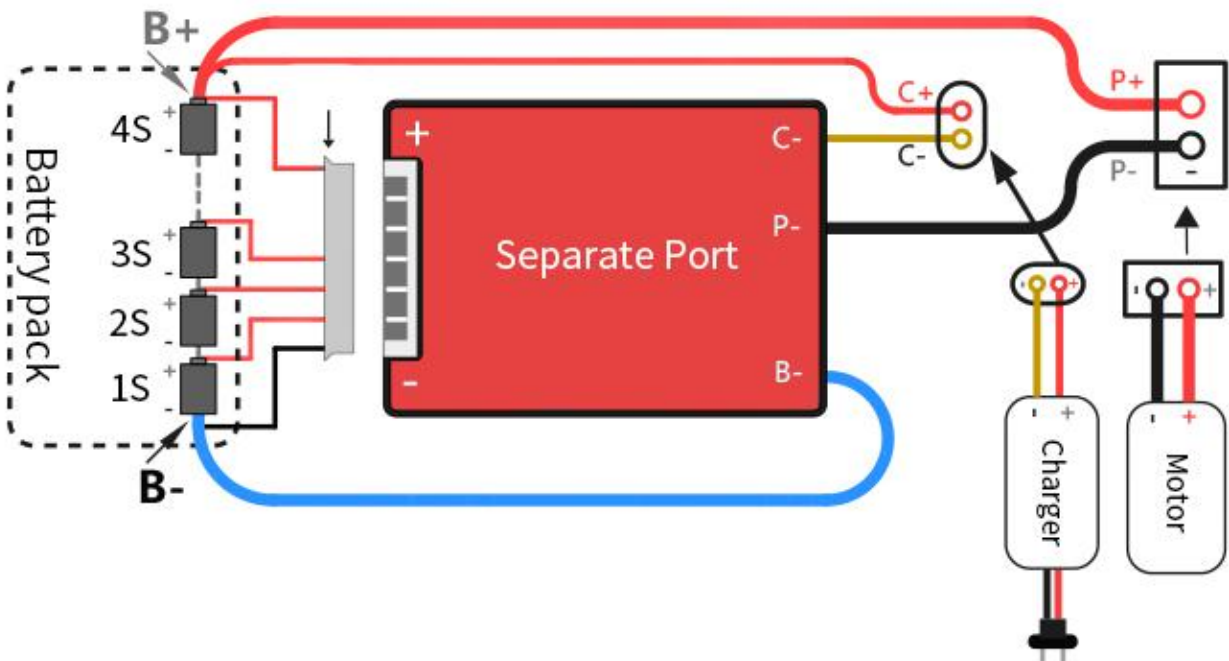 B+
Battery pack
4S
+
-
3S
+
-
2S
+
-
1S
+
-
B-
+
-
Separate Port
C-
P-
B-
C+
C-
P+
P-
-
- +
- +
Charger
- +
- +
Motor